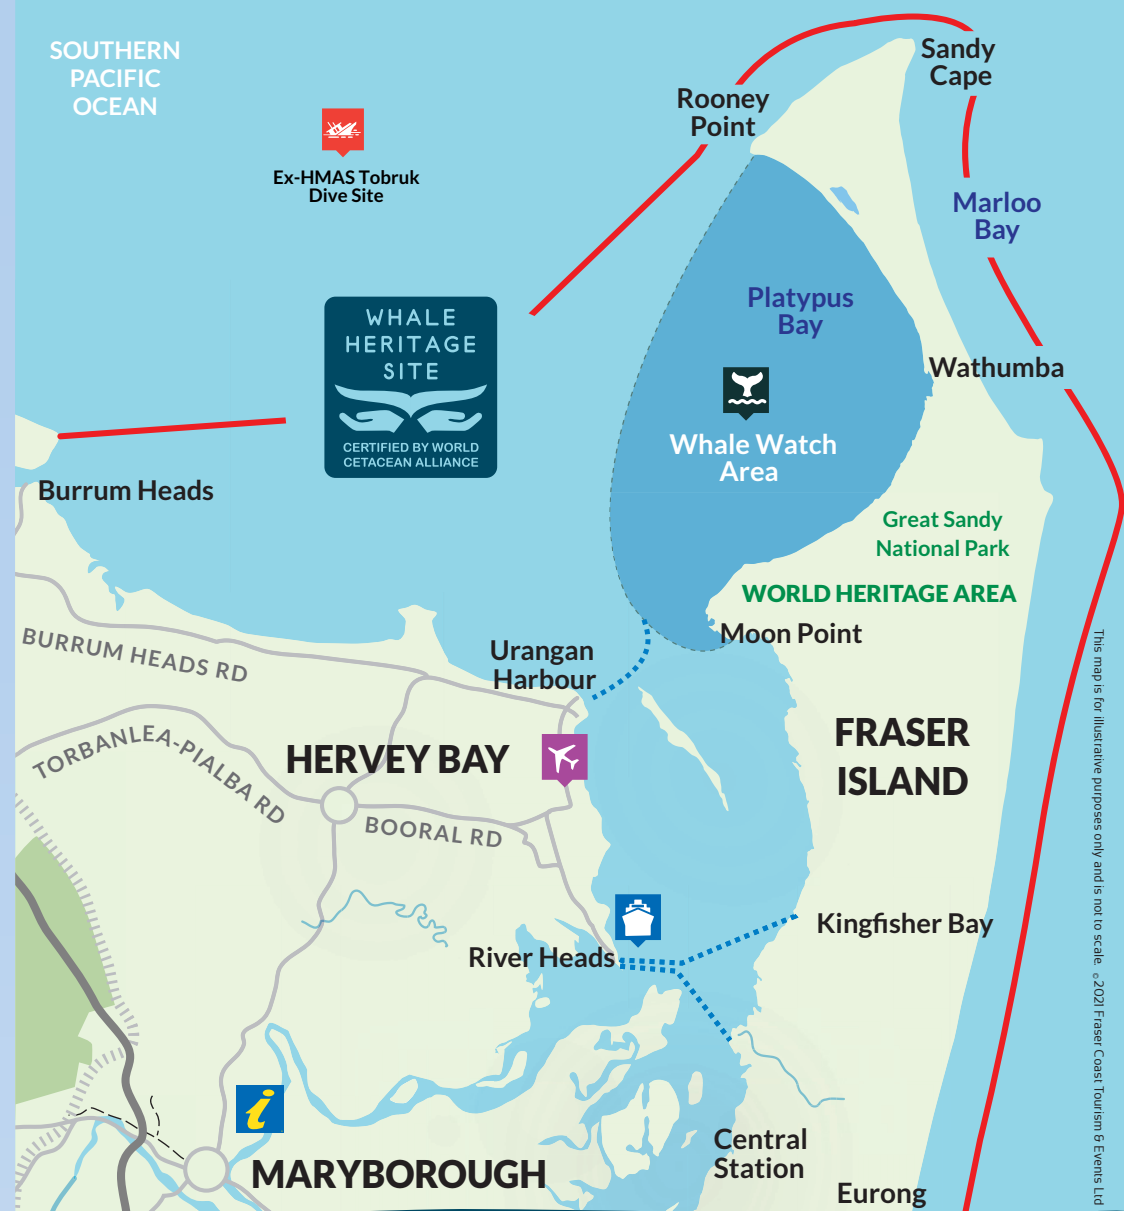 SOUTHERN
PACIFIC
OCEAN
Sandy
Cape
Rooney
Point
Ex-HMAS Tobruk
Dive Site
Marloo
Bay
Platypus
Bay
WHALE
HERITAGE
SITE
CERTIFIED BY WORLD
CETACEAN ALLIANCE
Wathumba
Whale Watch
Area
Burrum Heads
Great Sandy
National Park
WORLD HERITAGE AREA
Moon Point
BURRUM HEADS RD
Urangan
Harbour
TORBANLEA-PIALBA RD
HERVEY BAY
FRASER
ISLAND
BOORAL RD
Kingfisher Bay
River Heads
i
Central
Station
MARYBOROUGH
Eurong
This map is for illustrative purposes only and is not to scale. ©2021 Fraser Coast Tourism & Events Ltd